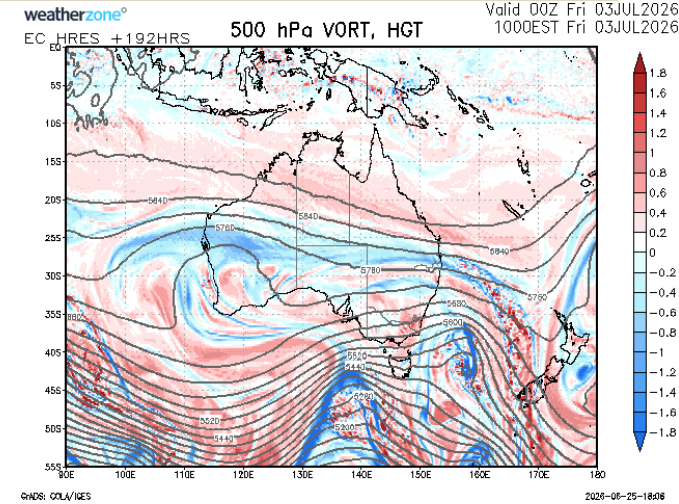 weatherzone°
Valid 00Z Fri 03JUL2026
EC HRES +192HRS
500 hPa VORT, HGT
1000EST Fri 03JUL2026
EQ
5S
10S
15S
20S
25S
30S
35S
40S
45S
50S
55S
90E
100E
110E
120E
130E
140E
150E
160E
170E
180
5840
5840
5840
5760
5760
5760
5680
5600
5520
5440
5280
5200
5520
5440
880
1.8
1.6
1.4
1.2
1
0.8
0.6
0.4
0.2
0
-0.2
-0.4
-0.6
-0.8
-1
-1.2
-1.4
-1.6
-1.8
GrADS: COLA/IGES
2026-06-25-18:06